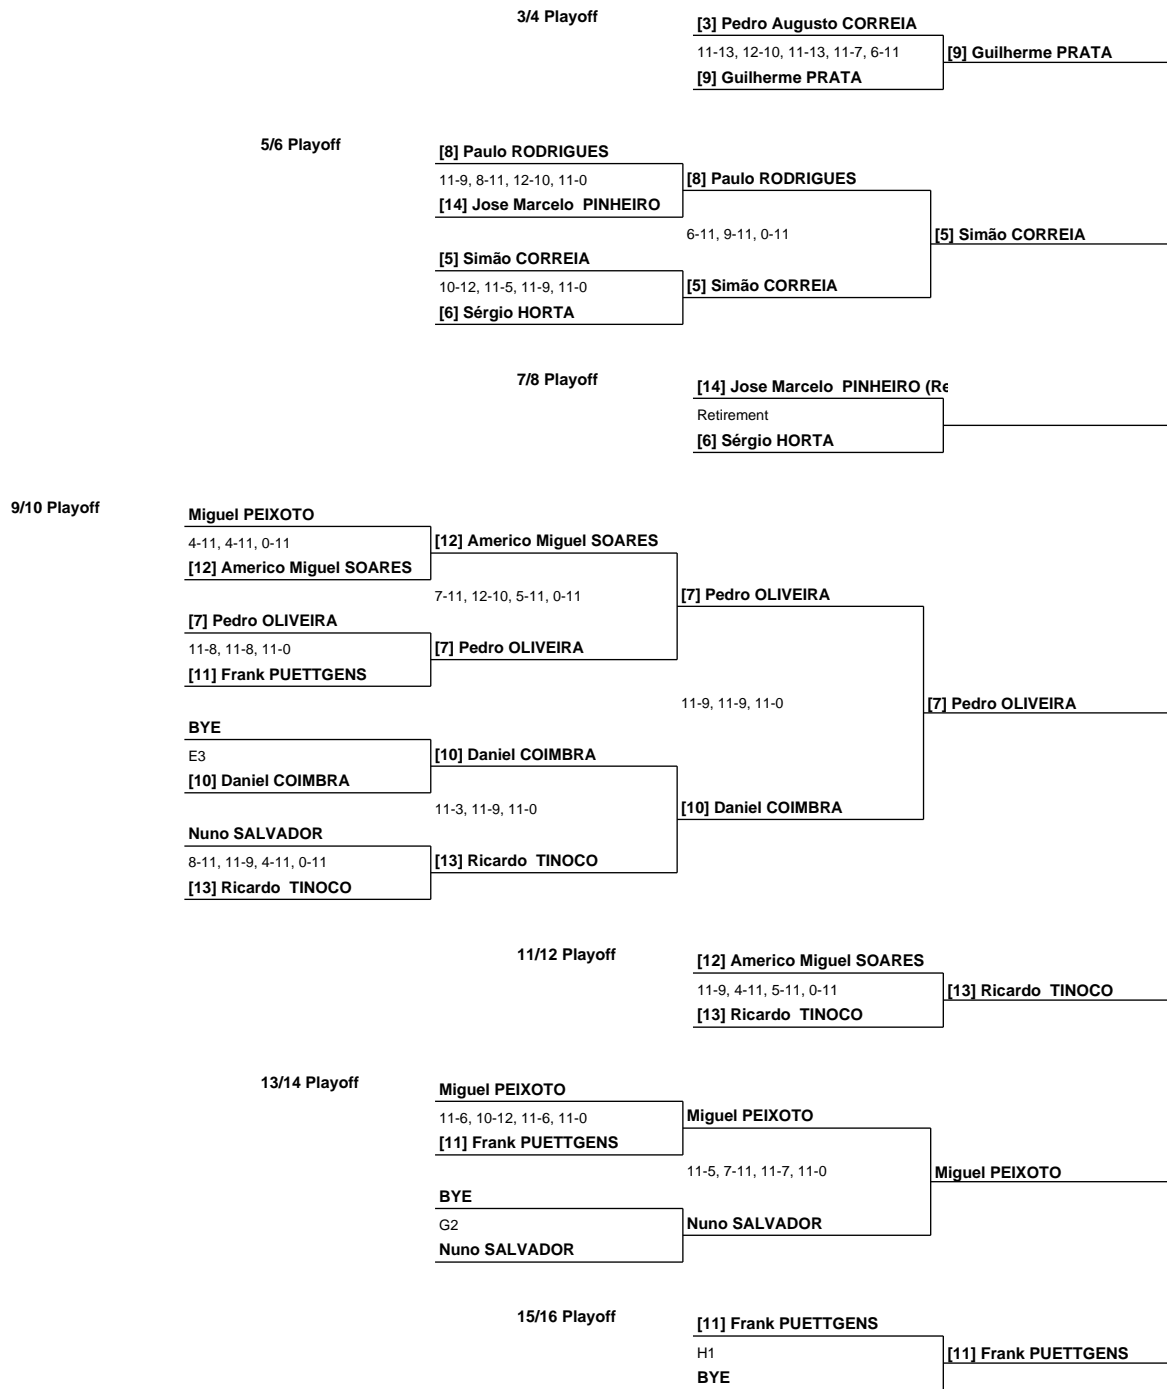 3/4 Playoff
[3] Pedro Augusto CORREIA
11-13, 12-10, 11-13, 11-7, 6-11
[9] Guilherme PRATA
[9] Guilherme PRATA
5/6 Playoff
[8] Paulo RODRIGUES
11-9, 8-11, 12-10, 11-0
[8] Paulo RODRIGUES
[14] Jose Marcelo  PINHEIRO
6-11, 9-11, 0-11
[5] Simão CORREIA
[5] Simão CORREIA
10-12, 11-5, 11-9, 11-0
[5] Simão CORREIA
[6] Sérgio HORTA
7/8 Playoff
[14] Jose Marcelo  PINHEIRO (Re
Retirement
[6] Sérgio HORTA
9/10 Playoff
Miguel PEIXOTO
4-11, 4-11, 0-11
[12] Americo Miguel SOARES
[12] Americo Miguel SOARES
7-11, 12-10, 5-11, 0-11
[7] Pedro OLIVEIRA
[7] Pedro OLIVEIRA
11-8, 11-8, 11-0
[7] Pedro OLIVEIRA
[11] Frank PUETTGENS
11-9, 11-9, 11-0
[7] Pedro OLIVEIRA
BYE
E3
[10] Daniel COIMBRA
[10] Daniel COIMBRA
11-3, 11-9, 11-0
[10] Daniel COIMBRA
Nuno SALVADOR
8-11, 11-9, 4-11, 0-11
[13] Ricardo  TINOCO
[13] Ricardo  TINOCO
11/12 Playoff
[12] Americo Miguel SOARES
11-9, 4-11, 5-11, 0-11
[13] Ricardo  TINOCO
[13] Ricardo  TINOCO
13/14 Playoff
Miguel PEIXOTO
11-6, 10-12, 11-6, 11-0
Miguel PEIXOTO
[11] Frank PUETTGENS
11-5, 7-11, 11-7, 11-0
Miguel PEIXOTO
BYE
G2
Nuno SALVADOR
Nuno SALVADOR
15/16 Playoff
[11] Frank PUETTGENS
H1
[11] Frank PUETTGENS
BYE